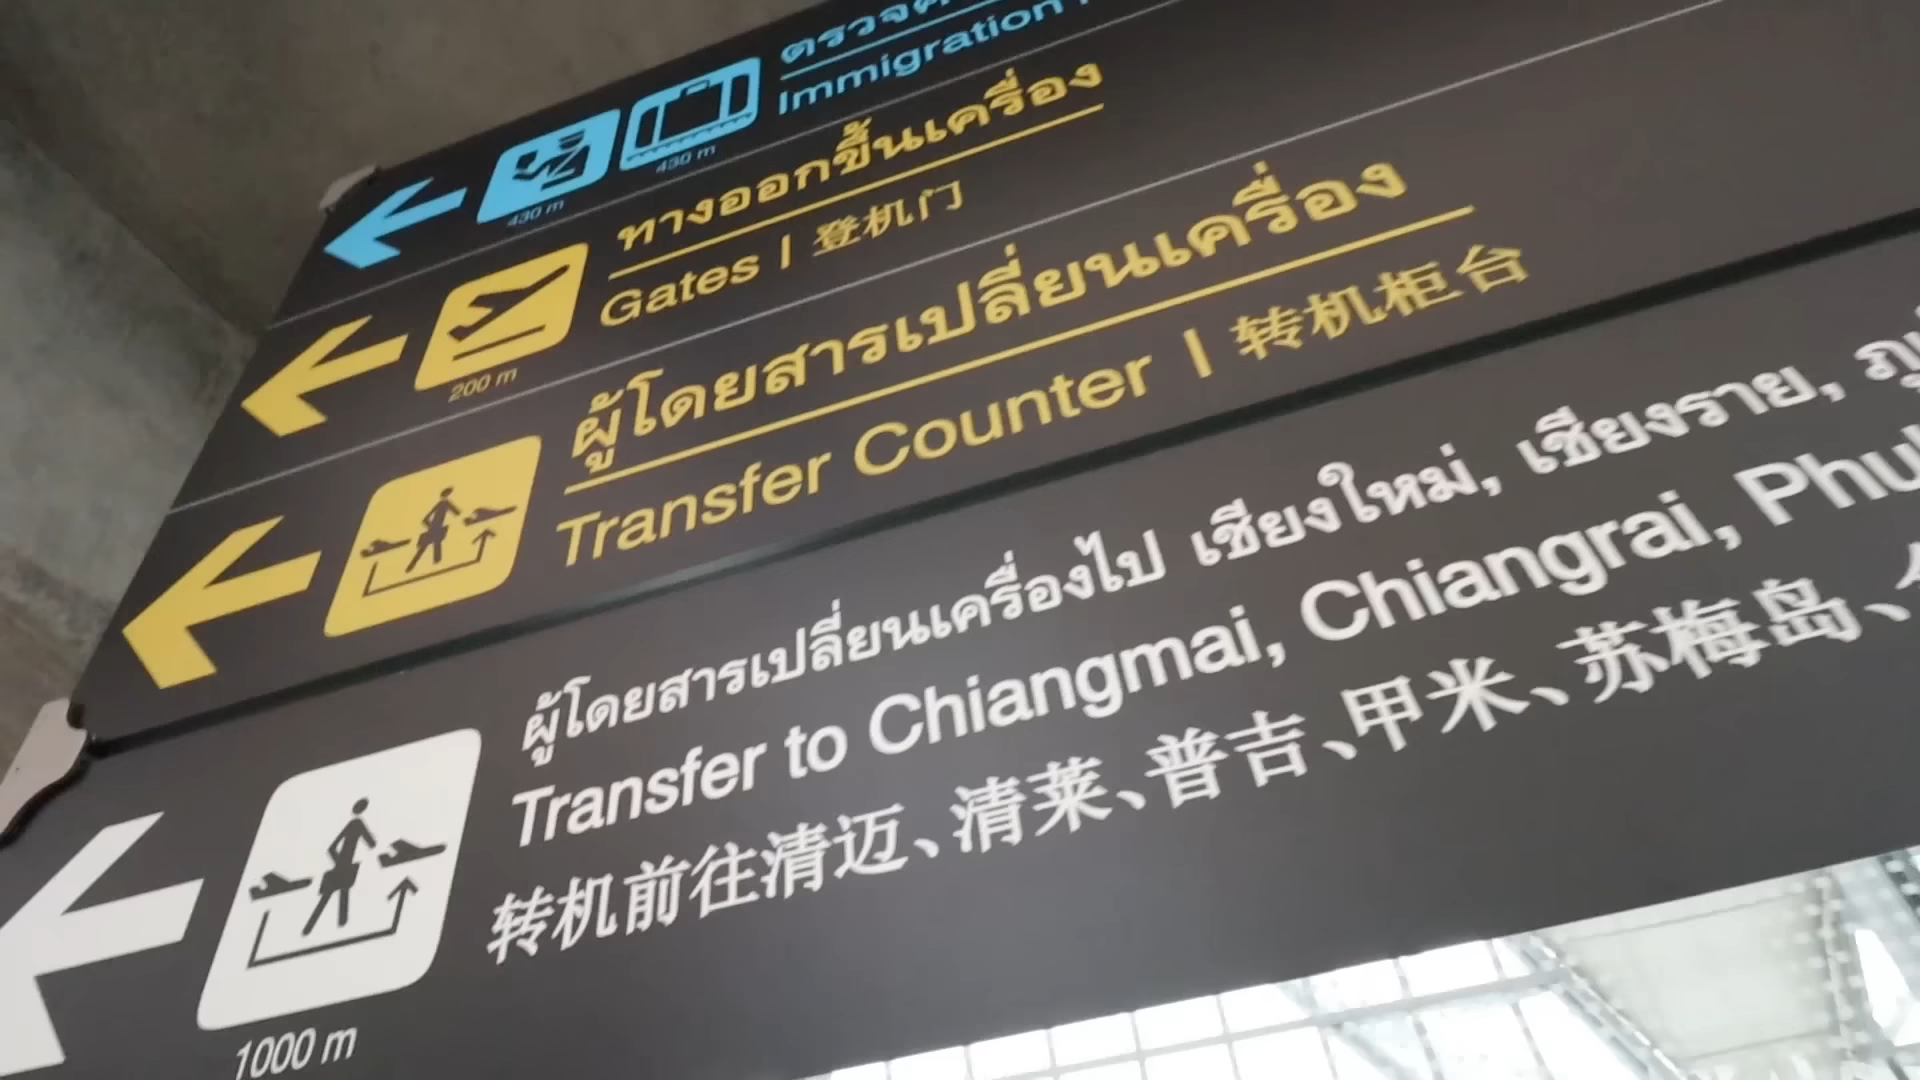 ตรวจค
Immigration
430 m
430 m
ทางออกขึ้นเครื่อง
Gates | 登机门
200 m
ผู้โดยสารเปลี่ยนเครื่อง
Transfer Counter | 转机柜台
ผู้โดยสารเปลี่ยนเครื่องไป เชียงใหม่, เชียงราย, ภู
Transfer to Chiangmai, Chiangrai, Phu
转机前往清迈、清莱、普吉、甲米、苏梅岛、
1000 m